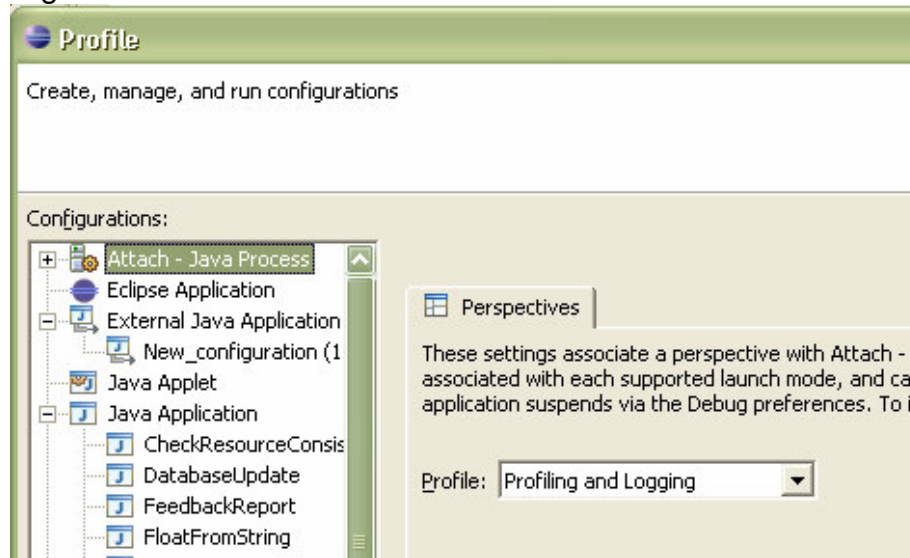 Profile
Create, manage, and run configurations
Configurations:
Attach - Java Process
Eclipse Application
External Java Application
New_configuration (1
Java Applet
Java Application
CheckResourceConsis
DatabaseUpdate
FeedbackReport
FloatFromString
Perspectives
These settings associate a perspective with Attach -
associated with each supported launch mode, and ca
application suspends via the Debug preferences. To i
Profile: Profiling and Logging